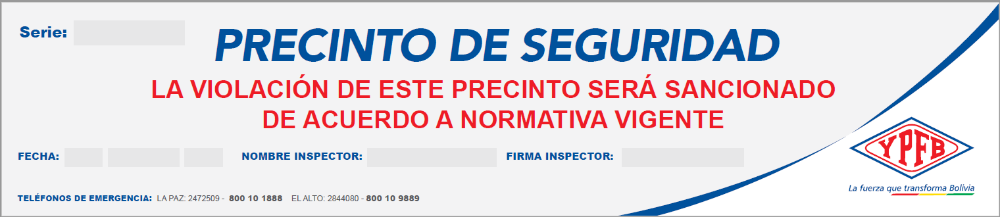 Serie:
PRECINTO DE SEGURIDAD
LA VIOLACIÓN DE ESTE PRECINTO SERÁ SANCIONADO
DE ACUERDO A NORMATIVA VIGENTE
FECHA: NOMBRE INSPECTOR: FIRMA INSPECTOR:
YPFB
La fuerza que transforma Bolivia
TELÉFONOS DE EMERGENCIA: LA PAZ: 2472509 - 800 10 1888 EL ALTO: 2844080 - 800 10 9889